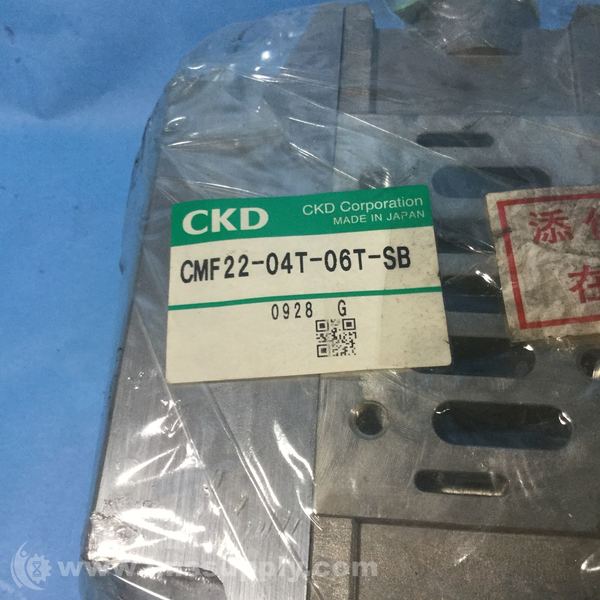 CKD
CKD Corporation
MADE IN JAPAN
CMF22-04T-06T-SB
0928 G
添
在